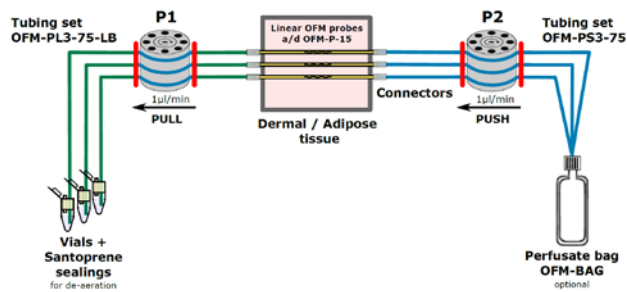 Tubing set
OFM-PL3-75-LB
P1
Linear OFM probes
a/d OFM-P-15
P2
Tubing set
OFM-PS3-75
1µl/min
PULL
Connectors
1µl/min
PUSH
Dermal / Adipose
tissue
Vials +
Santoprene
sealings
for de-aeration
Perfusate bag
OFM-BAG
optional